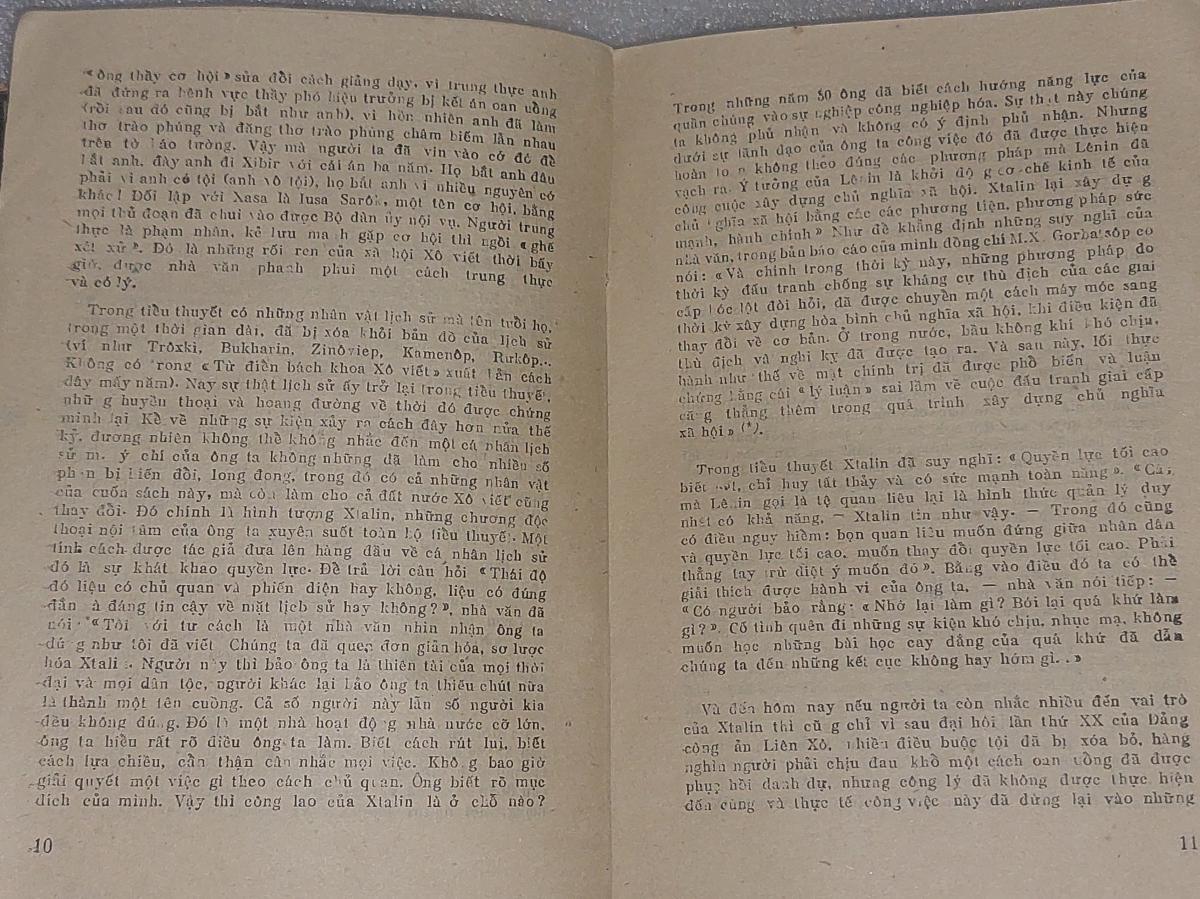 «ông thầy cơ hội» sửa đổi cách giảng dạy, vì trung thực anh
đã đứng ra bênh vực thầy phó hiệu trưởng bị kết án oan uổng
(rồi sau đó cũng bị bắt như anh), vì hồn nhiên anh đã làm
thơ trào phúng và đăng thơ trào phúng châm biếm lẫn nhau
trên tờ báo tường. Vậy mà người ta đã vin vào cớ đó để
bắt anh, đày anh đi Xibir với cái án ba năm. Họ bắt anh đâu
phải vì anh có tội (anh vô tội), họ bắt anh vì nhiều nguyên cớ
khác! Đối lập với Xasa là Iusa Sarôk, một tên cơ hội, bằng
mọi thủ đoạn đã chui vào được Bộ dân ủy nội vụ. Người trung
thực là phạm nhân, kẻ lưu manh gặp cơ hội thì ngồi «ghế
xét xử». Đó là những rối ren của xã hội Xô viết thời bấy
giờ, được nhà văn phanh phui một cách trung thực
và có lý.
Trong tiểu thuyết có những nhân vật lịch sử mà tên tuổi họ,
trong một thời gian dài, đã bị xóa khỏi bản đồ của lịch sử
(ví như Trôxki, Bukharin, Zinôviep, Kamenôp, Rưkôp...
Không có trong «Từ điển bách khoa Xô viết» xuất bản cách
đây mấy năm). Nay sự thật lịch sử ấy trở lại trong tiểu thuyết,
những huyền thoại và hoang đường về thời đó được chứng
minh lại Kể về những sự kiện xảy ra cách đây hơn nửa thế
kỷ, đương nhiên không thể không nhắc đến một cá nhân lịch
sử mà ý chí của ông ta không những đã làm cho nhiều số
phận bị biến đổi, long đong, trong đó có cả những nhân vật
của cuốn sách này, mà còn làm cho cả đất nước Xô viết cũng
thay đổi. Đó chính là hình tượng Xtalin, những chương độc
thoại nội tâm của ông ta xuyên suốt toàn bộ tiểu thuyết. Một
tính cách được tác giả đưa lên hàng đầu về cá nhân lịch sử
đó là sự khát khao quyền lực. Để trả lời câu hỏi «Thái độ
đó liệu có chủ quan và phiến diện hay không, liệu có đúng
đắn và đáng tin cậy về mặt lịch sử hay không?», nhà văn đã
nói: «Tôi với tư cách là một nhà văn nhìn nhận ông ta
đúng như tôi đã viết Chúng ta đã quen đơn giản hóa, sơ lược
hóa Xtalin. Người này thì bảo ông ta là thiên tài của mọi thời
đại và mọi dân tộc, người khác lại bảo ông ta thiếu chút nữa
là thành một tên cuồng. Cả số người này lẫn số người kia
đều không đúng. Đó là một nhà hoạt động nhà nước cỡ lớn,
ông ta hiểu rất rõ điều ông ta làm. Biết cách rút lui, biết
cách lựa chiều, cẩn thận cân nhắc mọi việc. Không bao giờ
giải quyết một việc gì theo cách chủ quan. Ông biết rõ mục
đích của mình. Vậy thì công lao của Xtalin là ở chỗ nào?
10
Trong những năm 30 ông đã biết cách hướng năng lực của
quần chúng vào sự nghiệp công nghiệp hóa. Sự thật này chúng
ta không phủ nhận và không có ý định phủ nhận. Nhưng
dưới sự lãnh đạo của ông ta công việc đó đã được thực hiện
hoàn toàn không theo đúng các phương pháp mà Lênin đã
vạch ra. Ý tưởng của Lênin là khởi động cơ chế kinh tế của
công cuộc xây dựng chủ nghĩa xã hội. Xtalin lại xây dựng
chủ nghĩa xã hội bằng các các phương tiện, phương pháp sức
mạnh, hành chính» Như để khẳng định những suy nghĩ của
nhà văn, trong bản báo cáo của mình đồng chí M.X. Gorbatsôp có
nói: «Và chính trong thời kỳ này, những phương pháp do
thời kỳ đấu tranh chống sự kháng cự thù địch của các giai
cấp bóc lột đòi hỏi, đã được chuyển một cách máy móc sang
thời kỳ xây dựng hòa bình chủ nghĩa xã hội, khi điều kiện đã
thay đổi về cơ bản. Ở trong nước, bầu không khí khó chịu,
thù địch và nghi kỵ đã được tạo ra. Và sau này, lối thực
hành như thế về mặt chính trị đã được phổ biến và luận
chứng bằng cái «lý luận» sai lầm về cuộc đấu tranh giai cấp
căng thẳng thêm trong quá trình xây dựng chủ nghĩa
xã hội» (*).
Trong tiểu thuyết Xtalin đã suy nghĩ: «Quyền lực tối cao
biết hết, chỉ huy tất thảy và có sức mạnh toàn năng». «Cái
mà Lênin gọi là tệ quan liêu lại là hình thức quản lý duy
nhất có khả năng, — Xtalin tin như vậy. — Trong đó cũng
có điều nguy hiểm: bọn quan liêu muốn đứng giữa nhân dân
và quyền lực tối cao, muốn thay đổi quyền lực tối cao. Phải
thẳng tay trừ diệt ý muốn đó». Bằng vào điều đó ta có thể
giải thích được hành vi của ông ta, — nhà văn nói tiếp: —
«Có người bảo rằng: «Nhớ lại làm gì? Bói lại quá khứ làm
gì?». Cố tình quên đi những sự kiện khó chịu, nhục mạ, không
muốn học những bài học cay đắng của quá khứ đã dẫn
chúng ta đến những kết cục không hay hớm gì...»
Và đến hôm nay nếu người ta còn nhắc nhiều đến vai trò
của Xtalin thì cũng chỉ vì sau đại hội lần thứ XX của Đảng
cộng sản Liên Xô, nhiều điều buộc tội đã bị xóa bỏ, hàng
nghìn người phải chịu đau khổ một cách oan uổng đã được
phục hồi danh dự, nhưng công lý đã không được thực hiện
đến cùng và thực tế công việc này đã dừng lại vào những
11